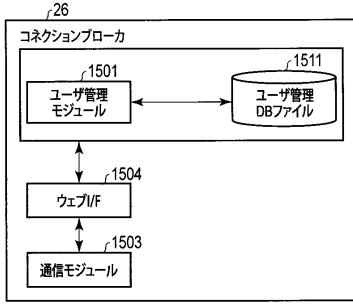 26
コネクションブローカ
1501
ユーザ管理
モジュール
1511
ユーザ管理
DBファイル
1504
ウェブI/F
1503
通信モジュール